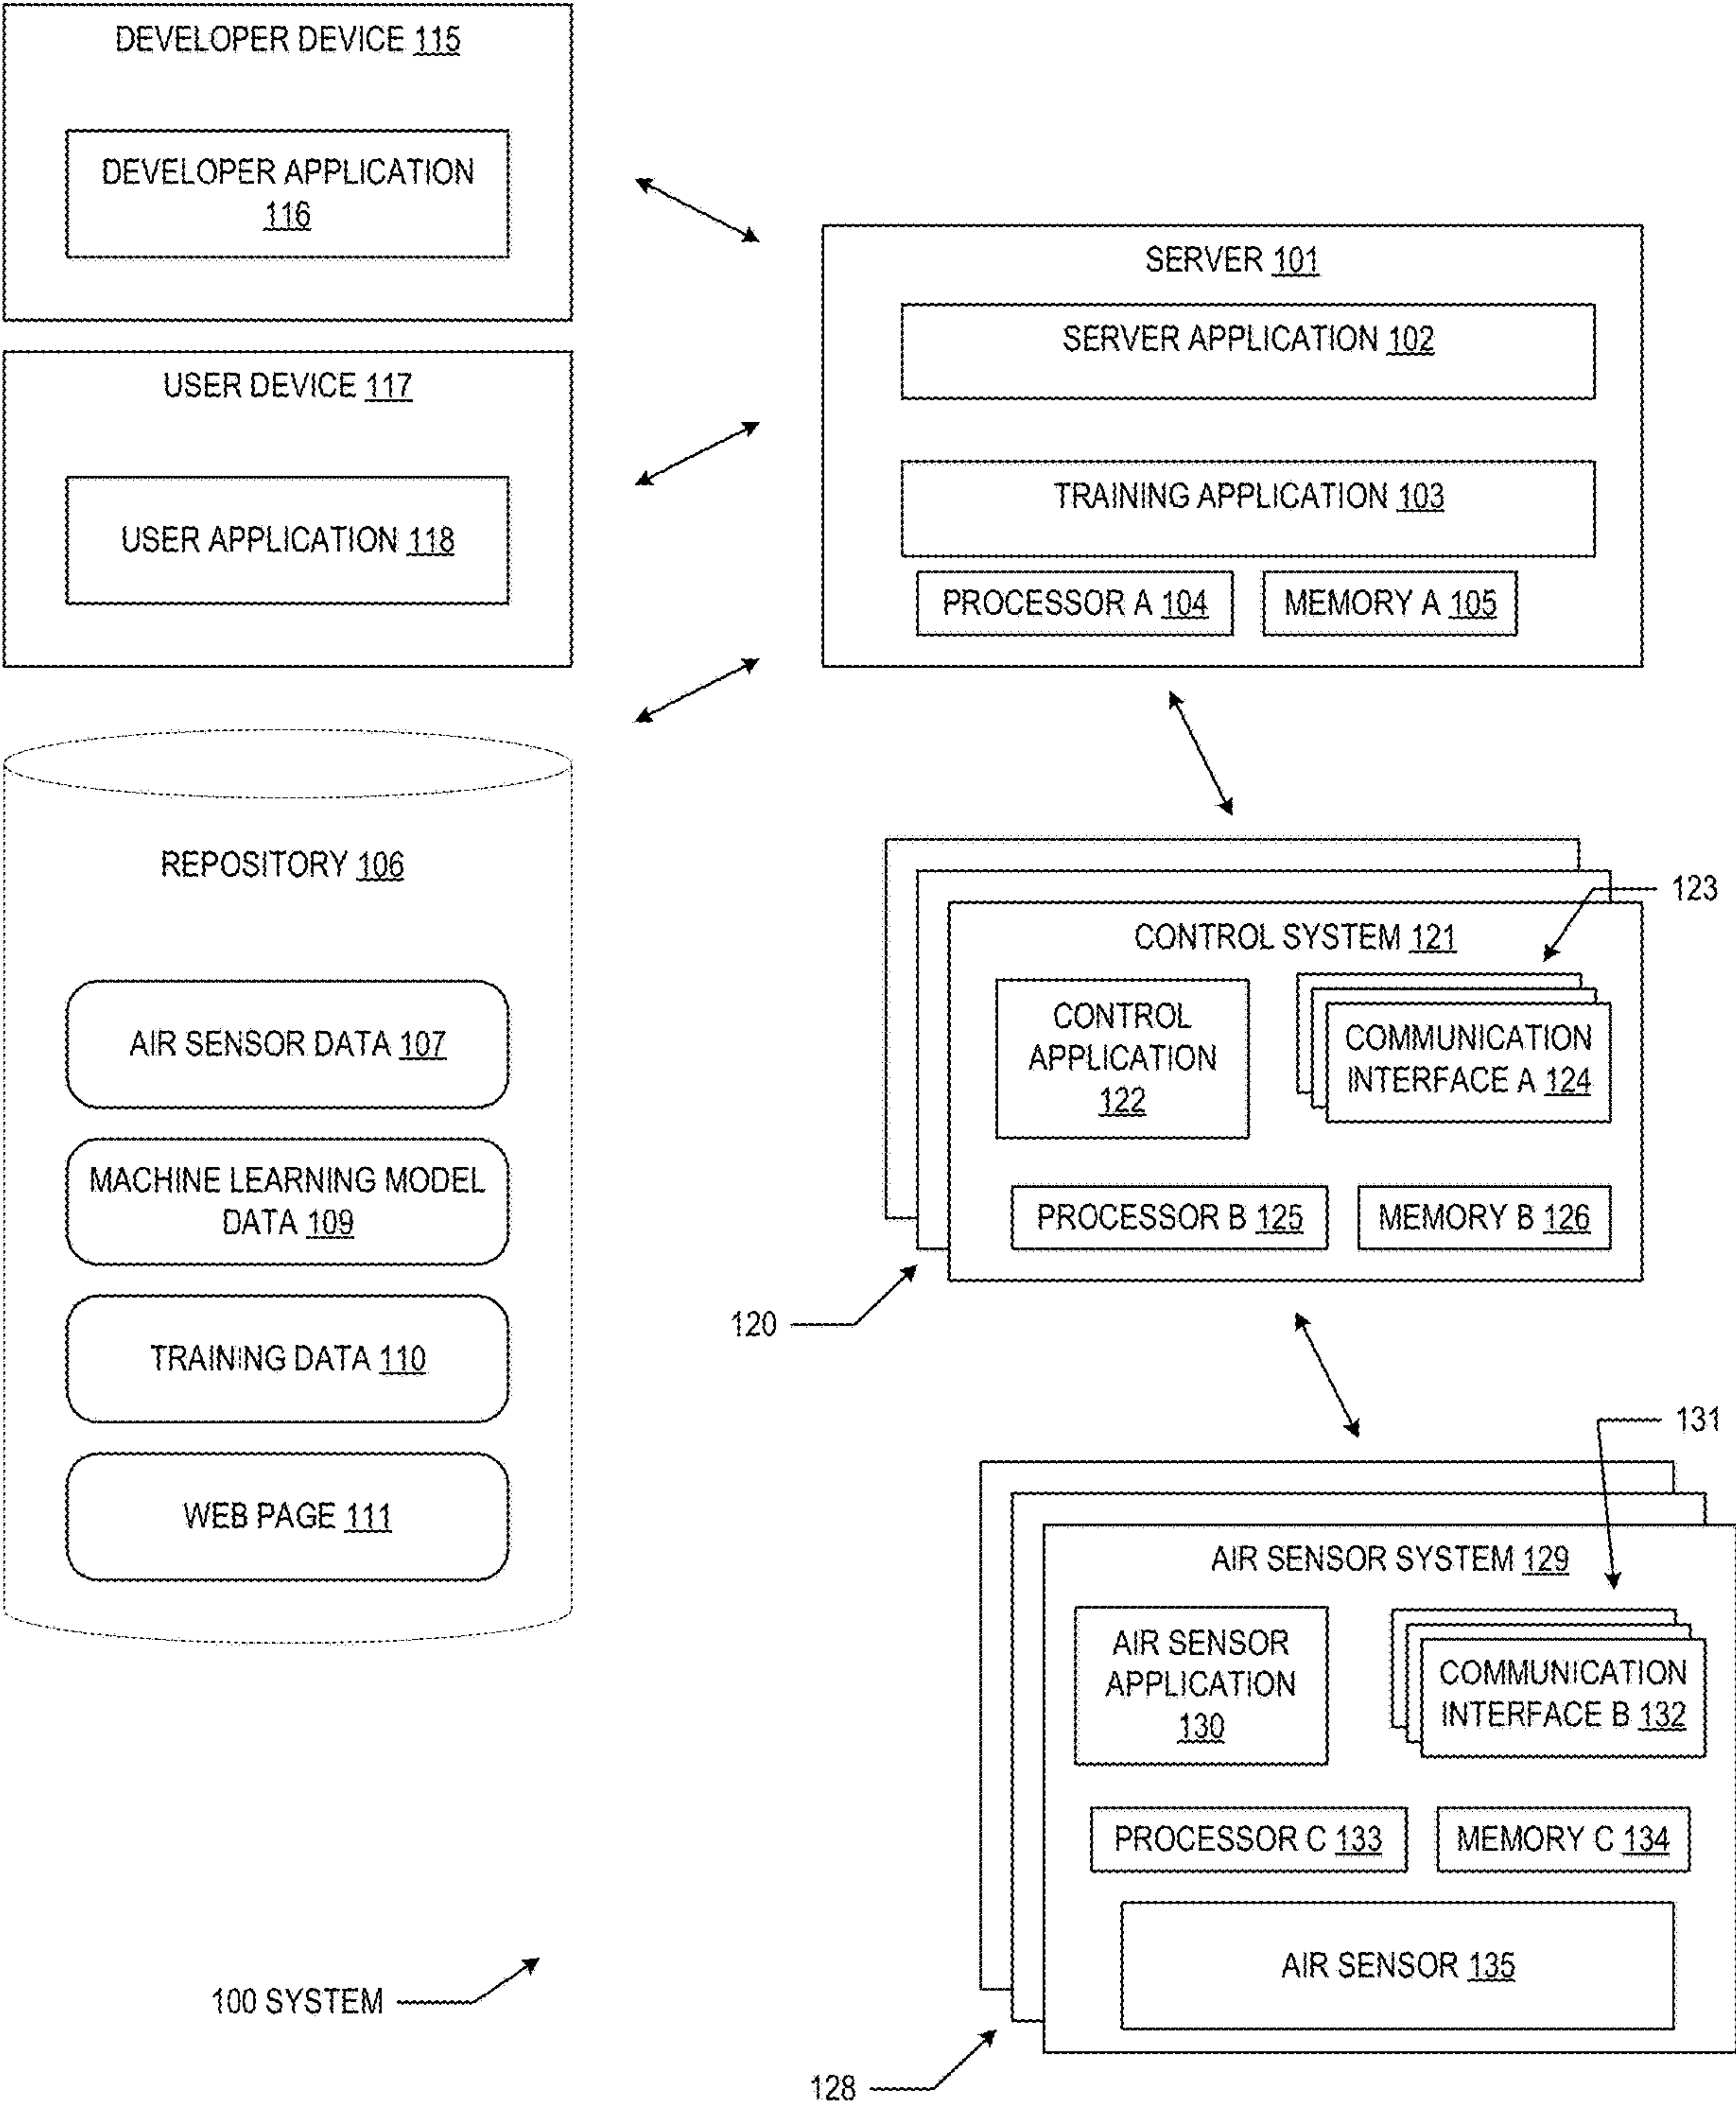 DEVELOPER DEVICE 115
DEVELOPER APPLICATION
116
USER DEVICE 117
USER APPLICATION 118
REPOSITORY 106
AIR SENSOR DATA 107
MACHINE LEARNING MODEL
DATA 109
TRAINING DATA 110
WEB PAGE 111
SERVER 101
SERVER APPLICATION 102
TRAINING APPLICATION 103
PROCESSOR A 104
MEMORY A 105
123
CONTROL SYSTEM 121
CONTROL
APPLICATION
122
COMMUNICATION
INTERFACE A 124
PROCESSOR B 125
MEMORY B 126
120
131
AIR SENSOR SYSTEM 129
AIR SENSOR
APPLICATION
130
COMMUNICATION
INTERFACE B 132
PROCESSOR C 133
MEMORY C 134
AIR SENSOR 135
128
100 SYSTEM